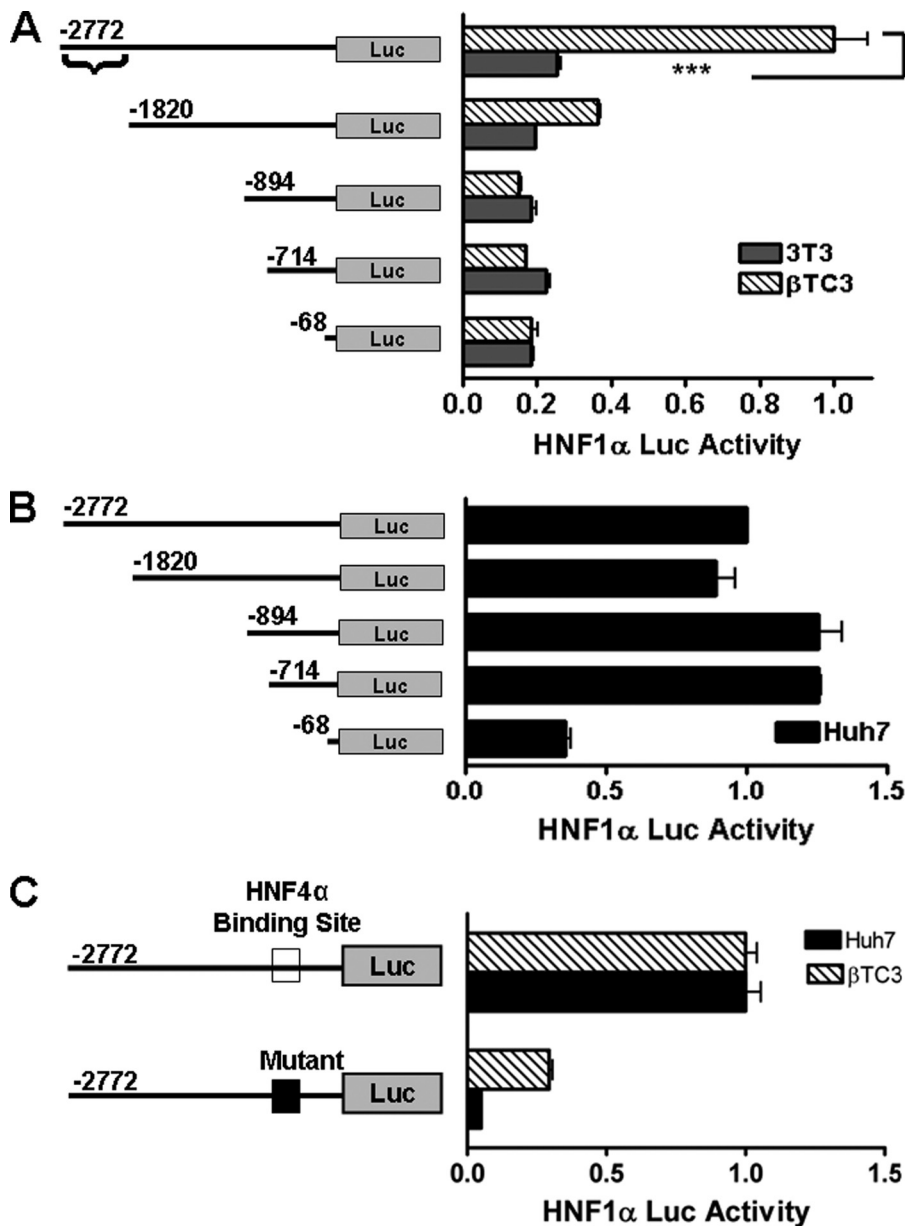 A
-2772
Luc
***
-1820
Luc
-894
Luc
-714
Luc
-68
Luc
3T3
βTC3
0.0 0.2 0.4 0.6 0.8 1.0
HNF1α Luc Activity
B
-2772
Luc
-1820
Luc
-894
Luc
-714
Luc
-68
Luc
Huh7
0.0 0.5 1.0 1.5
HNF1α Luc Activity
C
HNF4α
Binding Site
-2772
Luc
Huh7
βTC3
Mutant
-2772
Luc
0.0 0.5 1.0 1.5
HNF1α Luc Activity